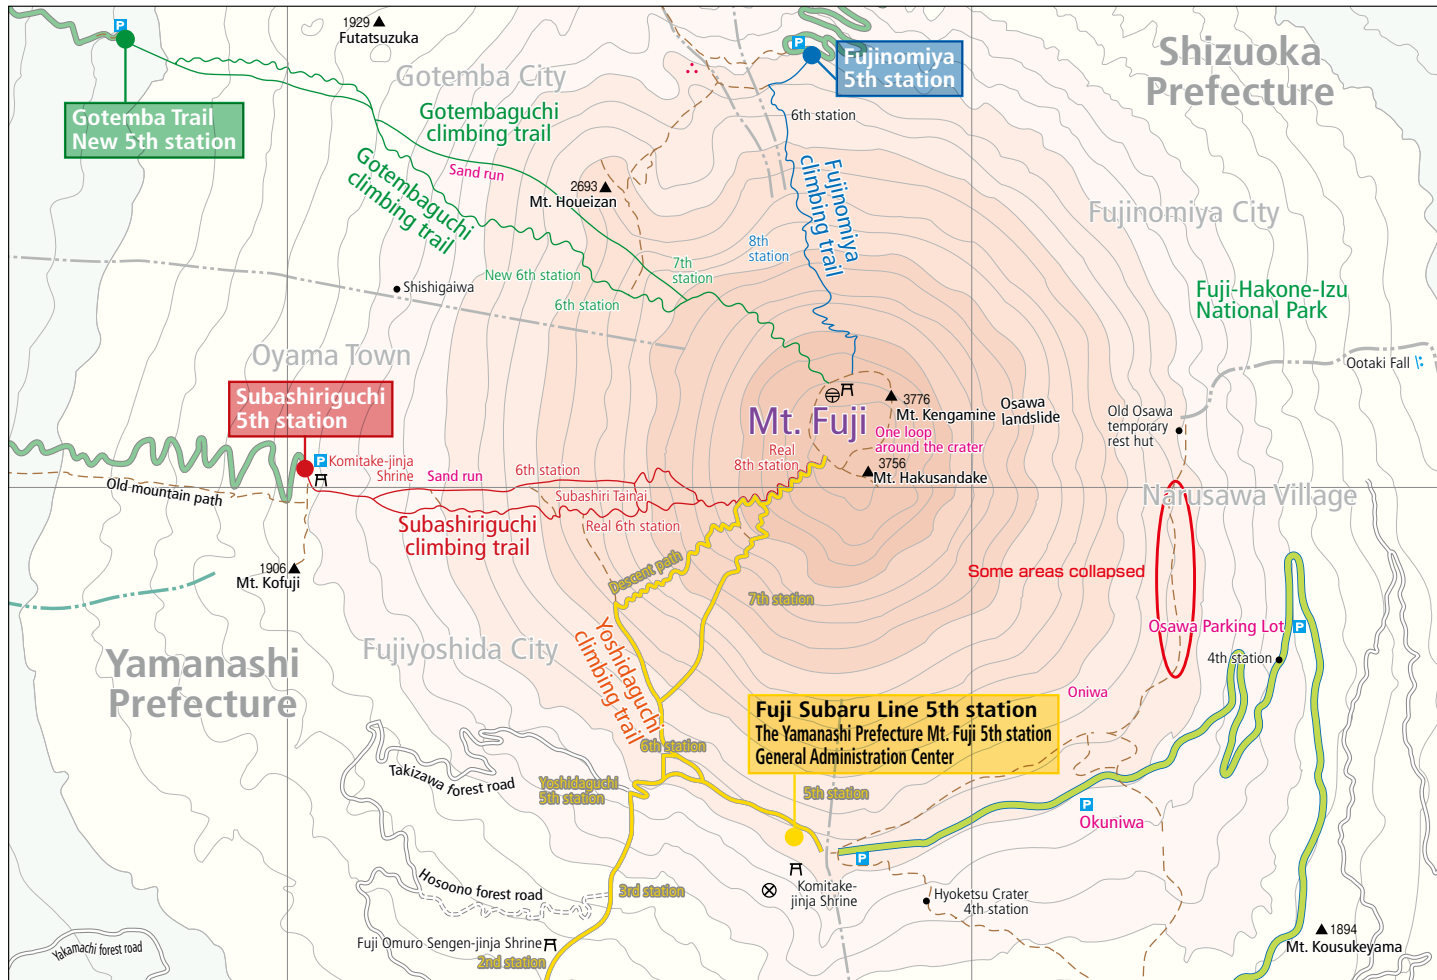 P
1929
Futatsuzuka
Gotemba City
P
Fujinomiya
5th station
Shizuoka
Prefecture
Gotemba Trail
New 5th station
Gotembaguchi
climbing trail
6th station
Gotembaguchi
climbing trail
Sand run
2693
Mt. Houeizan
Fujinomiya
climbing trail
Fujinomiya City
8th
station
7th
station
New 6th station
6th station
Shishigaiwa
Fuji-Hakone-Izu
National Park
Oyama Town
Ootaki Fall
Subashiriguchi
5th station
3776
Mt. Kengamine
Osawa
landslide
Old Osawa
temporary
rest hut
Mt. Fuji
One loop
around the crater
Real
8th station
3756
Mt. Hakusandake
P
Komitake-jinja
Shrine
Sand run
6th station
Subashiri Tainai
Old mountain path
Subashiriguchi
climbing trail
Real 6th station
Narusawa Village
1906
Mt. Kofuji
Descent path
7th station
Some areas collapsed
Osawa Parking Lot
P
4th station
Yoshidaguchi
climbing trail
Fujiyoshida City
Yamanashi
Prefecture
Oniwa
Fuji Subaru Line 5th station
The Yamanashi Prefecture Mt. Fuji 5th station
General Administration Center
6th station
Takizawa forest road
Yoshidaguchi
5th station
5th station
P
Okuniwa
P
Hosoono forest road
3rd station
Komitake-
jinja Shrine
Hyoketsu Crater
4th station
Fuji Omuro Sengen-jinja Shrine
2nd station
Yakamachi forest road
1894
Mt. Kousukeyama